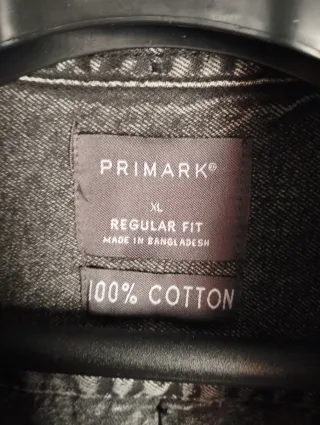 PRIMARK®
XL
REGULAR FIT
MADE IN BANGLADESH
100% COTTON